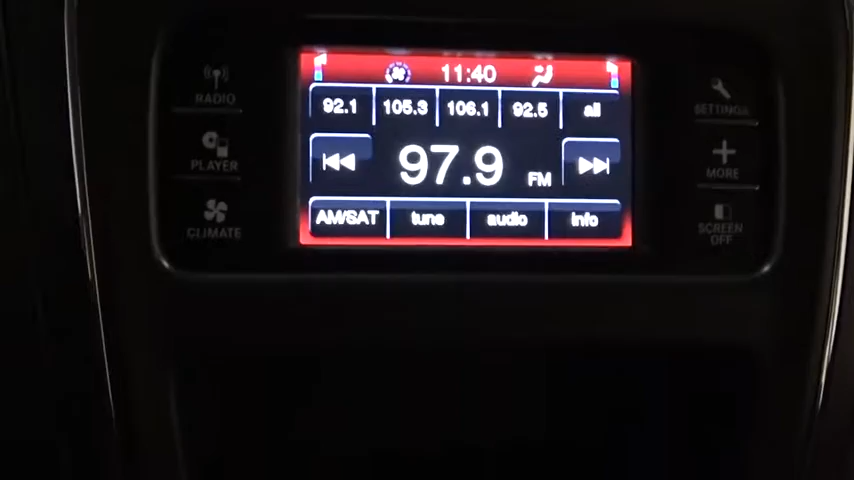 11:40
92.1 105.3 106.1 92.5 all
97.9 FM
AM/SAT tune audio info
RADIO
PLAYER
CLIMATE
SETTINGS
MORE
SCREEN
OFF